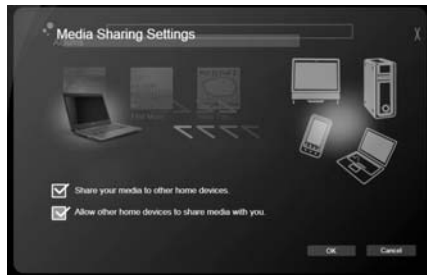 Media Sharing Settings
X
Share your media to other home devices.
Allow other home devices to share media with you.
OK
Cancel